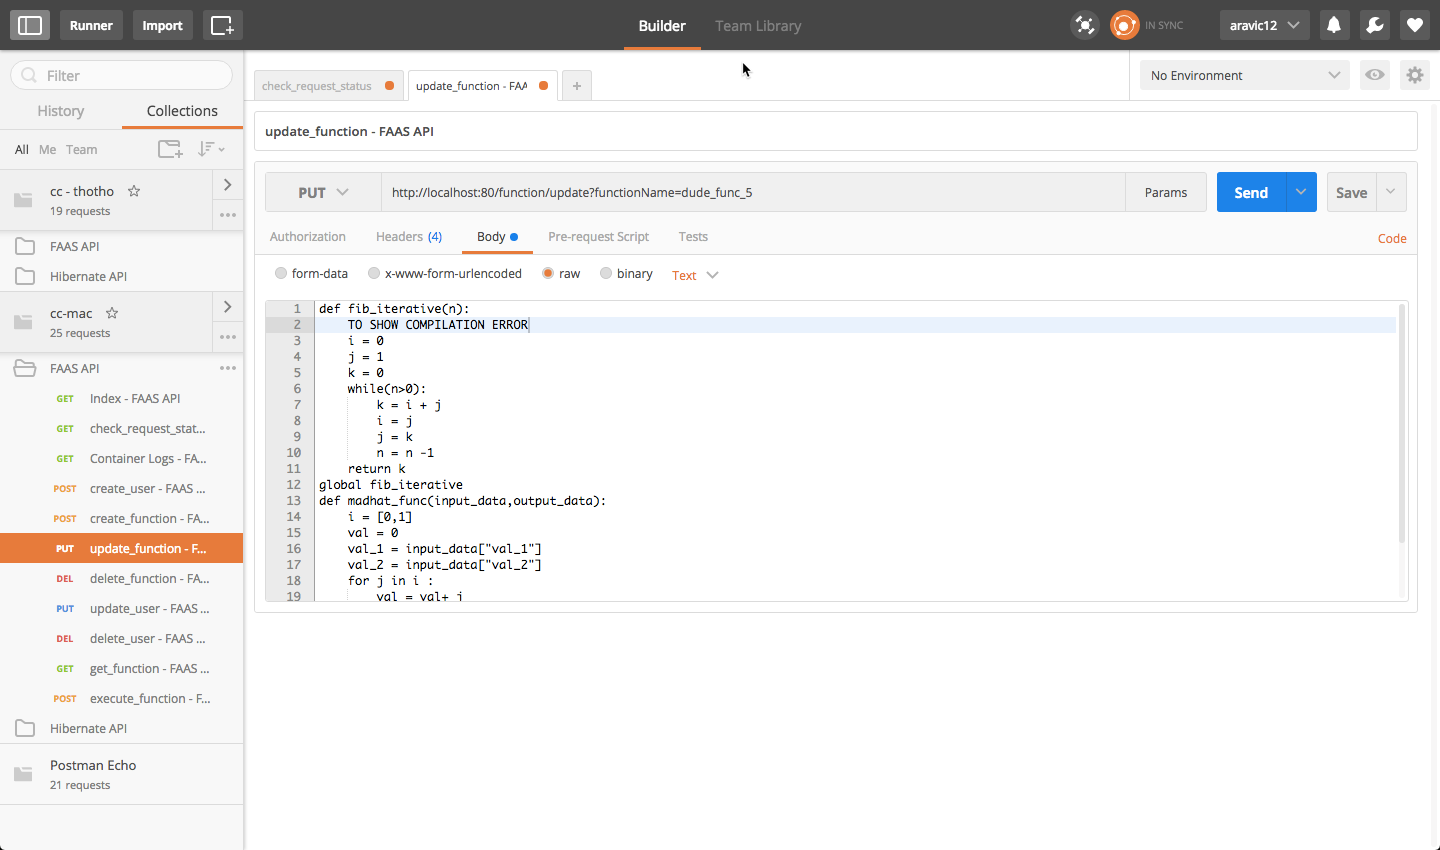 Runner
Import
Builder
Team Library
IN SYNC
aravic12
Filter
History
Collections
All Me Team
cc - thotho
19 requests
FAAS API
Hibernate API
cc-mac
25 requests
FAAS API
GET Index - FAAS API
GET check_request_stat...
GET Container Logs - FA...
POST create_user - FAAS ...
POST create_function - FA...
PUT update_function - F...
DEL delete_function - FA...
PUT update_user - FAAS ...
DEL delete_user - FAAS ...
GET get_function - FAAS ...
POST execute_function - F...
Hibernate API
Postman Echo
21 requests
check_request_status
update_function - FAA
No Environment
update_function - FAAS API
PUT
http://localhost:80/function/update?functionName=dude_func_5
Params
Send
Save
Authorization
Headers (4)
Body
Pre-request Script
Tests
Code
form-data
x-www-form-urlencoded
raw
binary
Text
1 def fib_iterative(n):
2 TO SHOW COMPILATION ERROR
3 i = 0
4 j = 1
5 k = 0
6 while(n>0):
7 k = i + j
8 i = j
9 j = k
10 n = n -1
11 return k
12 global fib_iterative
13 def madhat_func(input_data,output_data):
14 i = [0,1]
15 val = 0
16 val_1 = input_data["val_1"]
17 val_2 = input_data["val_2"]
18 for j in i :
19 val = val+ j